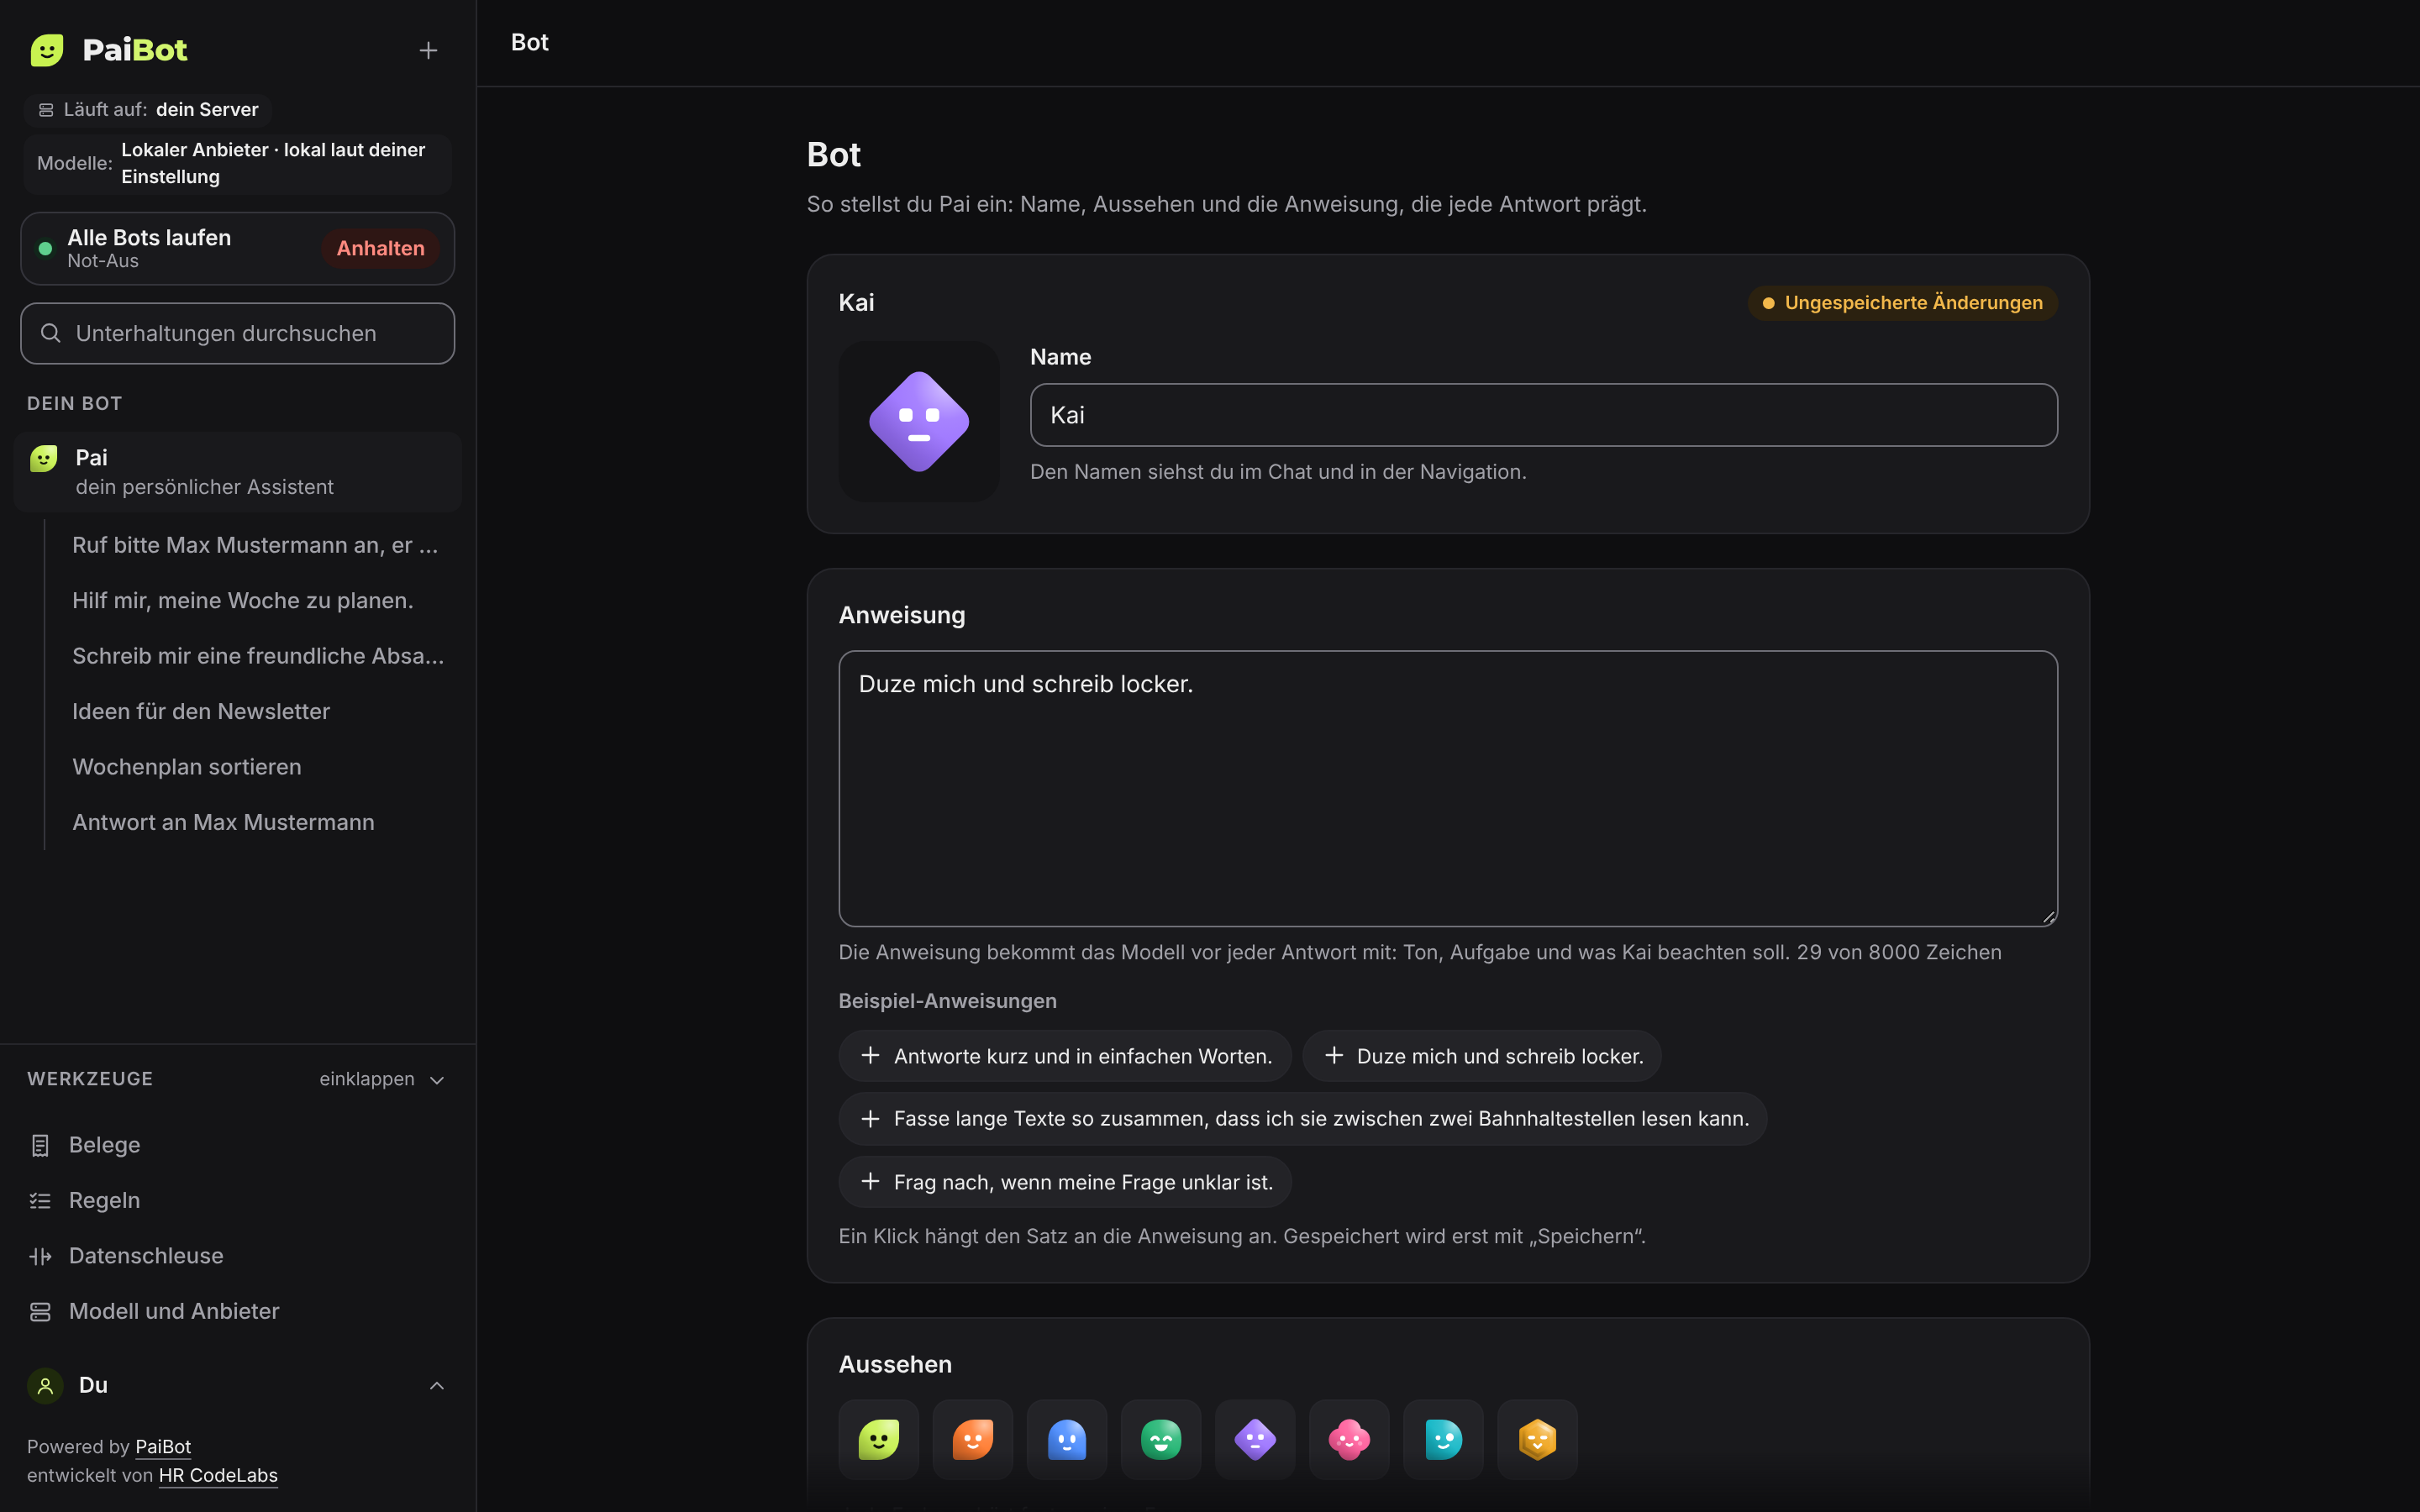 PaiBot
Läuft auf: dein Server
Modelle: Lokaler Anbieter · lokal laut deiner
Einstellung
Alle Bots laufen
Not-Aus
Anhalten
Unterhaltungen durchsuchen
DEIN BOT
Pai
dein persönlicher Assistent
Ruf bitte Max Mustermann an, er ...
Hilf mir, meine Woche zu planen.
Schreib mir eine freundliche Absa...
Ideen für den Newsletter
Wochenplan sortieren
Antwort an Max Mustermann
WERKZEUGE
einklappen
Belege
Regeln
Datenschleuse
Modell und Anbieter
Du
Powered by PaiBot
entwickelt von HR CodeLabs
Bot
Bot
So stellst du Pai ein: Name, Aussehen und die Anweisung, die jede Antwort prägt.
Kai
Ungespeicherte Änderungen
Name
Kai
Den Namen siehst du im Chat und in der Navigation.
Anweisung
Duze mich und schreib locker.
Die Anweisung bekommt das Modell vor jeder Antwort mit: Ton, Aufgabe und was Kai beachten soll. 29 von 8000 Zeichen
Beispiel-Anweisungen
Antworte kurz und in einfachen Worten.
Duze mich und schreib locker.
Fasse lange Texte so zusammen, dass ich sie zwischen zwei Bahnhaltestellen lesen kann.
Frag nach, wenn meine Frage unklar ist.
Ein Klick hängt den Satz an die Anweisung an. Gespeichert wird erst mit „Speichern“.
Aussehen